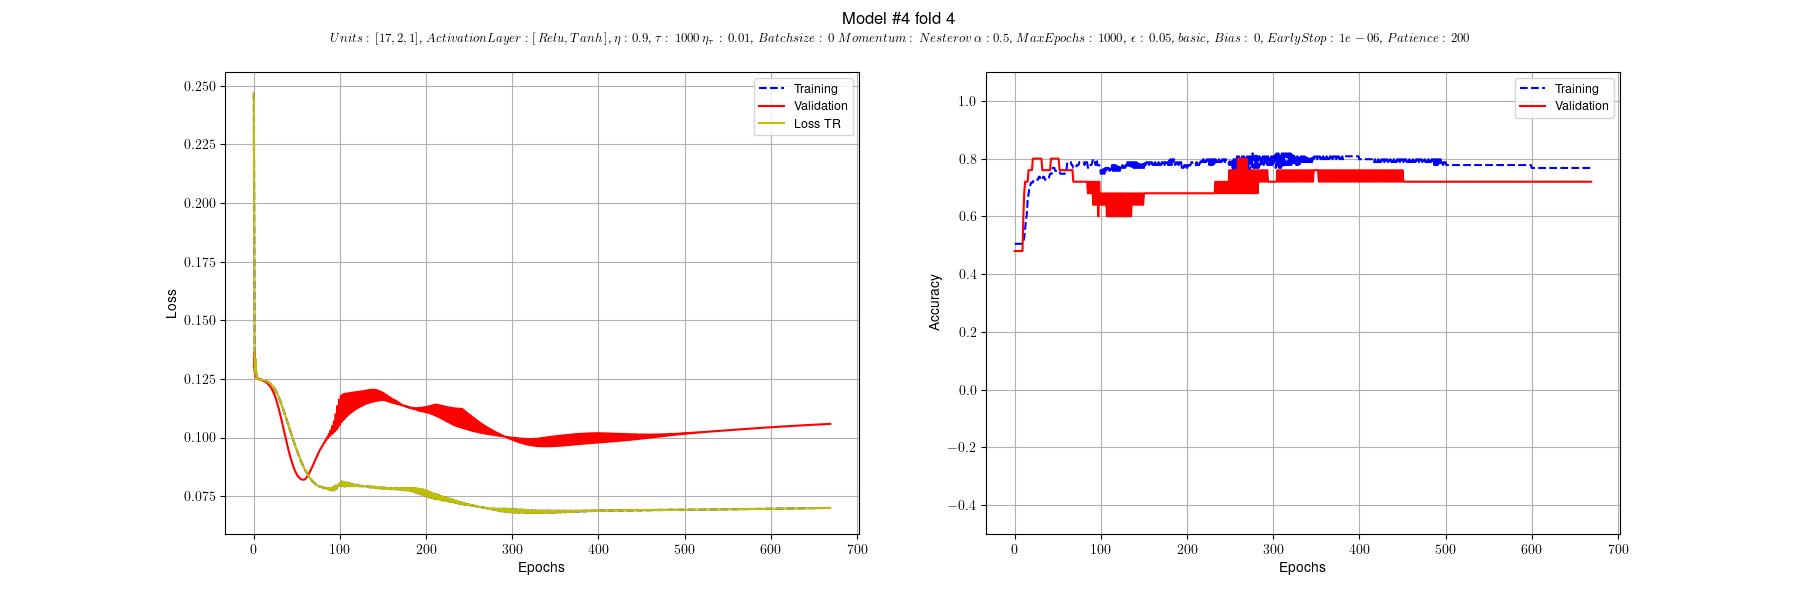 Model #4 fold 4
Units : [17, 2, 1], ActivationLayer : [Relu, Tanh], η : 0.9, τ : 1000 ητ : 0.01, Batchsize : 0 Momentum : Nesterov α : 0.5, MaxEpochs : 1000, ϵ : 0.05, basic, Bias : 0, EarlyStop : 1e − 06, Patience : 200
Loss
0.250
0.225
0.200
0.175
0.150
0.125
0.100
0.075
Training
Validation
Loss TR
0 100 200 300 400 500 600 700
Epochs
Accuracy
1.0
0.8
0.6
0.4
0.2
0.0
−0.2
−0.4
Training
Validation
0 100 200 300 400 500 600 700
Epochs